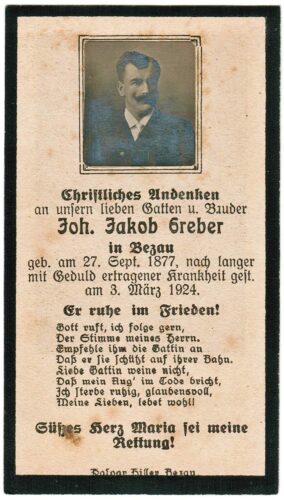 Christliches Andenken
an unsern lieben Gatten u. Bruder
Joh. Jakob Greber
in Bezau
geb. am 27. Sept. 1877, nach langer
mit Geduld ertragener Krankheit gest.
am 3. März 1924.
Er ruhe im Frieden!
Gott ruft, ich folge gern,
Der Stimme meines Herrn.
Empfehle ihm die Gattin an
Daß er sie schützt auf ihrer Bahn.
Liebe Gattin weine nicht,
Daß mein Aug' im Tode bricht,
Ich sterbe ruhig, glaubensvoll,
Meine Lieben, lebet wohl!
Süßes Herz Maria sei meine
Rettung!
Hiller Bezau